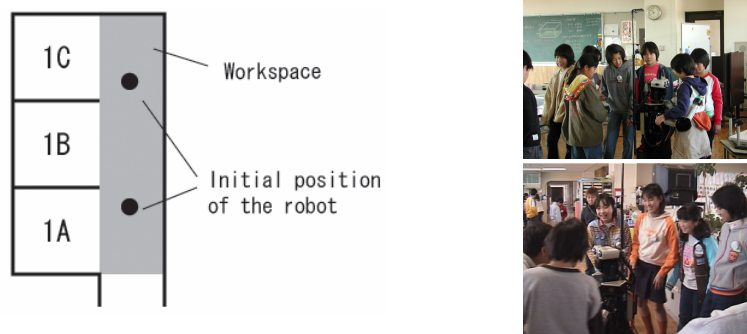 1C
Workspace
1B
Initial position
of the robot
1A